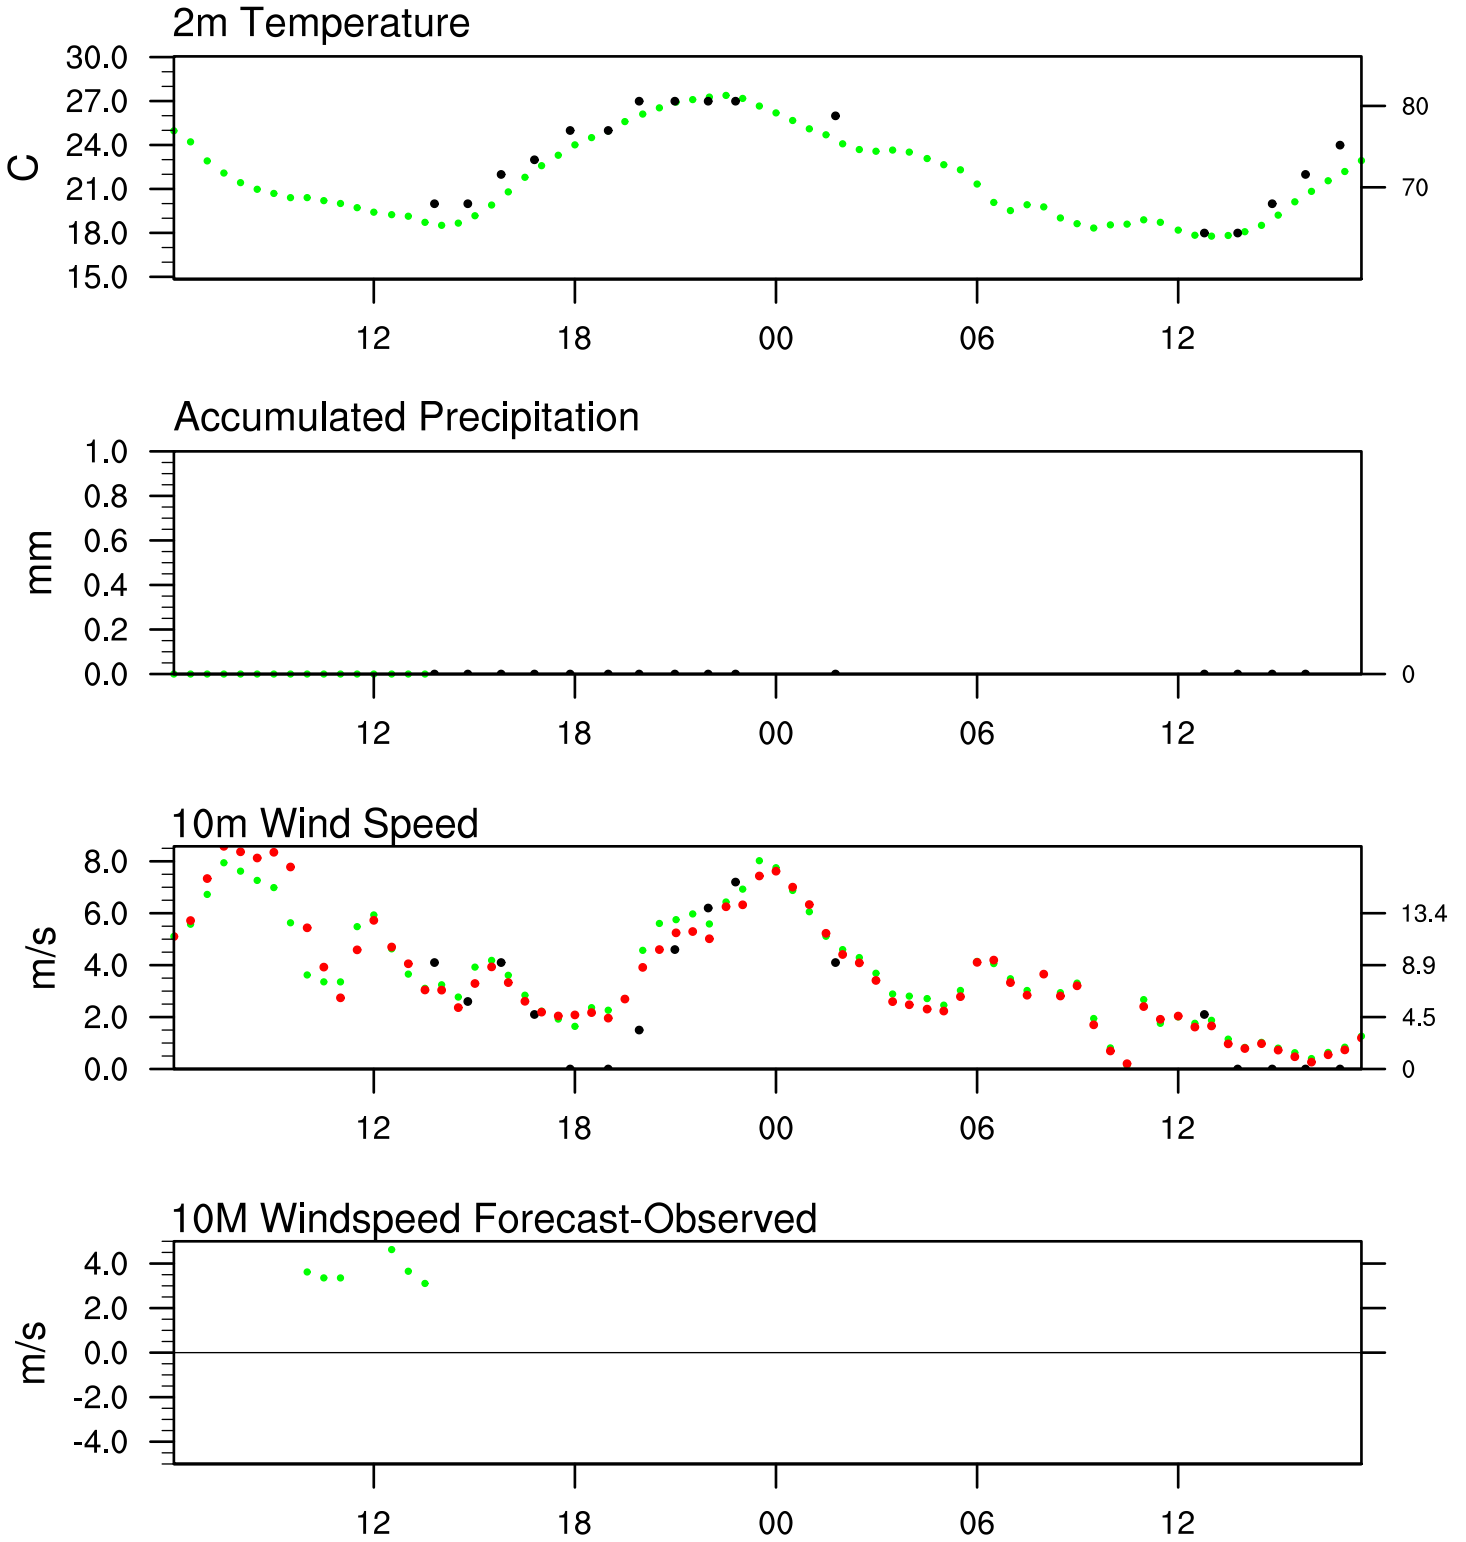 2m Temperature
30.0
27.0
24.0
21.0
18.0
15.0
C
80
70
12 18 00 06 12
Accumulated Precipitation
1.0
0.8
0.6
0.4
0.2
0.0
mm
0
12 18 00 06 12
10m Wind Speed
8.0
6.0
4.0
2.0
0.0
m/s
13.4
8.9
4.5
0
12 18 00 06 12
10M Windspeed Forecast-Observed
4.0
2.0
0.0
-2.0
-4.0
m/s
12 18 00 06 12